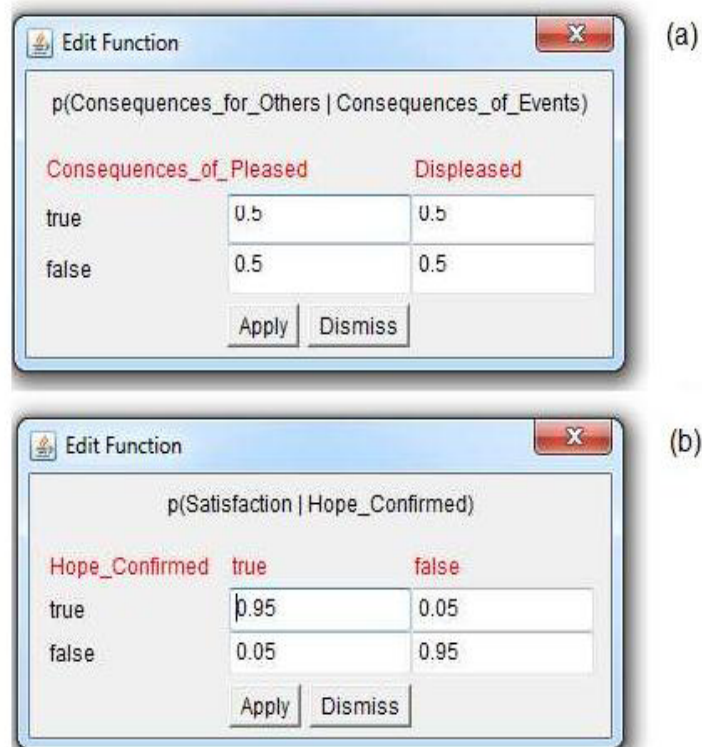 (a)
Edit Function
p(Consequences_for_Others | Consequences_of_Events)
Consequences_of_ Pleased Displeased
true 0.5 0.5
false 0.5 0.5
Apply Dismiss
(b)
Edit Function
p(Satisfaction | Hope_Confirmed)
Hope_Confirmed true false
true 0.95 0.05
false 0.05 0.95
Apply Dismiss